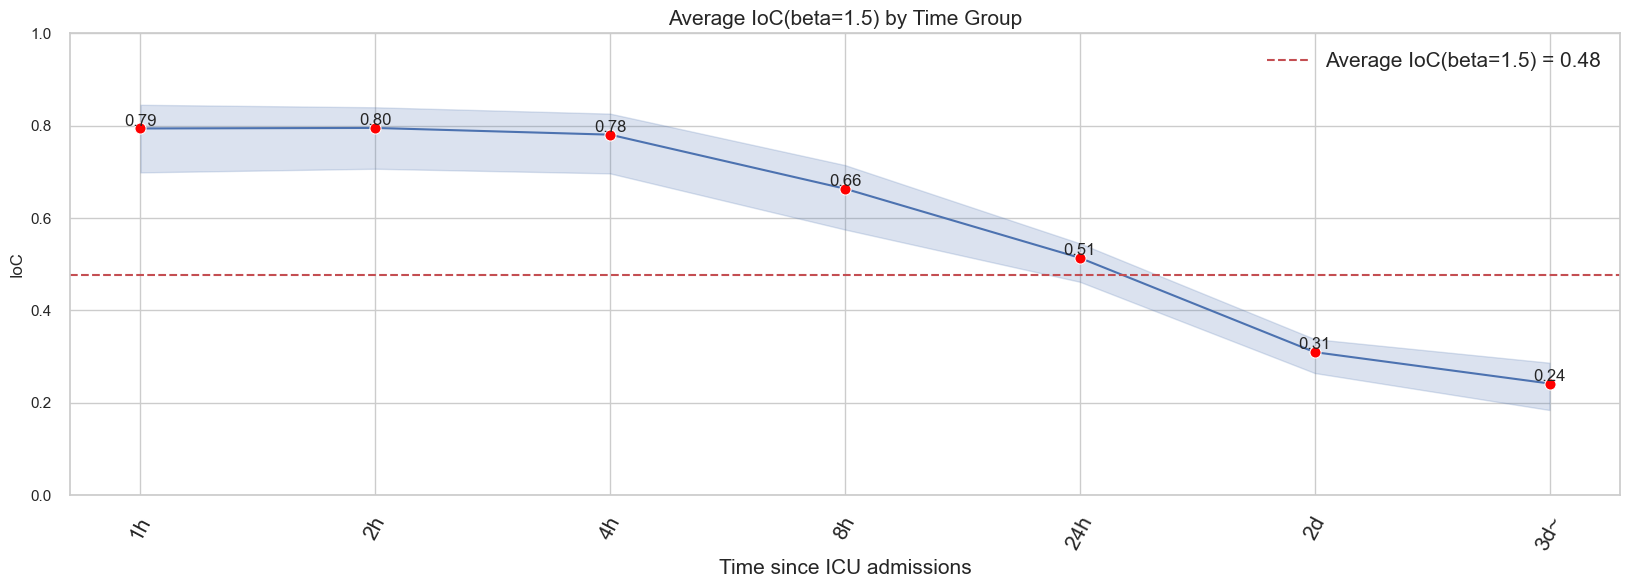 Average IoC(beta=1.5) by Time Group
1.0
0.8
0.6
0.4
0.2
0.0
IoC
Average IoC(beta=1.5) = 0.48
0.79
0.80
0.78
0.66
0.51
0.31
0.24
1h
2h
4h
8h
24h
2d
3d~
Time since ICU admissions